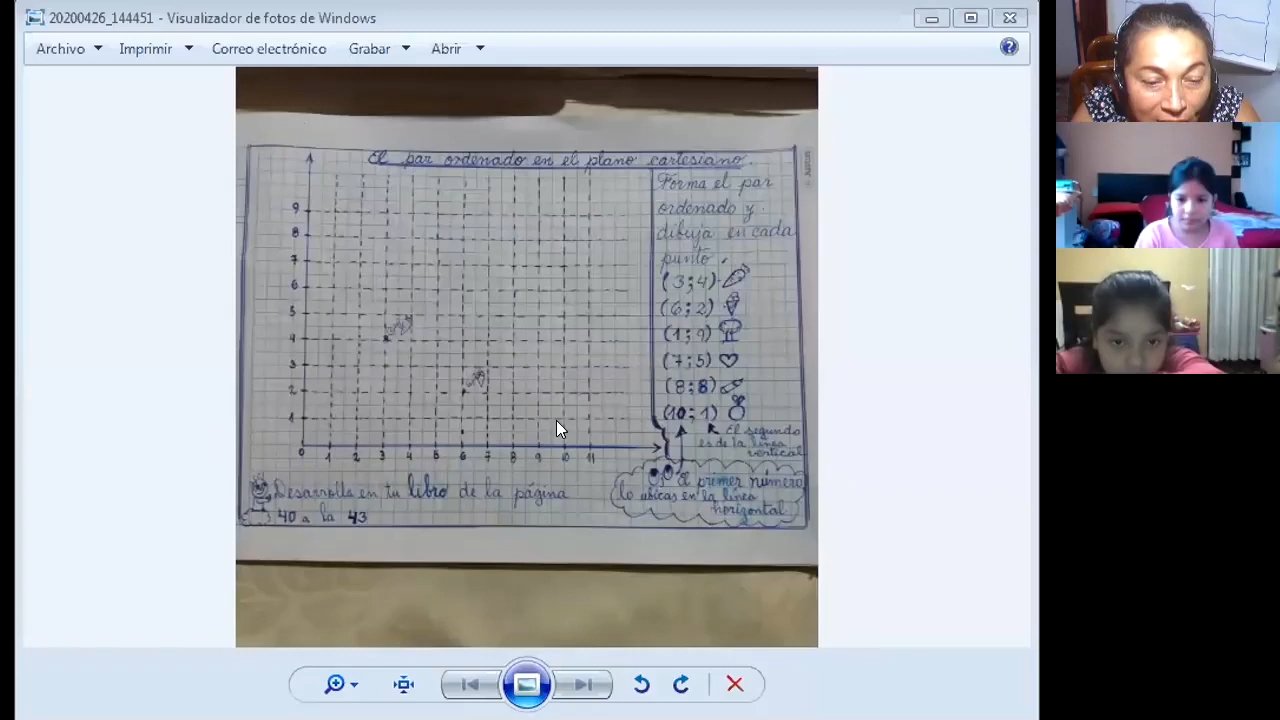 20200426_144451 - Visualizador de fotos de Windows
Archivo Imprimir Correo electrónico Grabar Abrir
El par ordenado en el plano cartesiano.
Forma el par
ordenado y
dibuja en cada
punto.
(3;4)
(6;2)
(1;9)
(7;5)
(8;8)
(10;1)
El segundo
es de la línea
vertical
El primer número
lo ubicas en la línea
horizontal
9
8
7
6
5
4
3
2
1
0 1 2 3 4 5 6 7 8 9 10 11
Desarrolla en tu libro de la página
40 a la 43